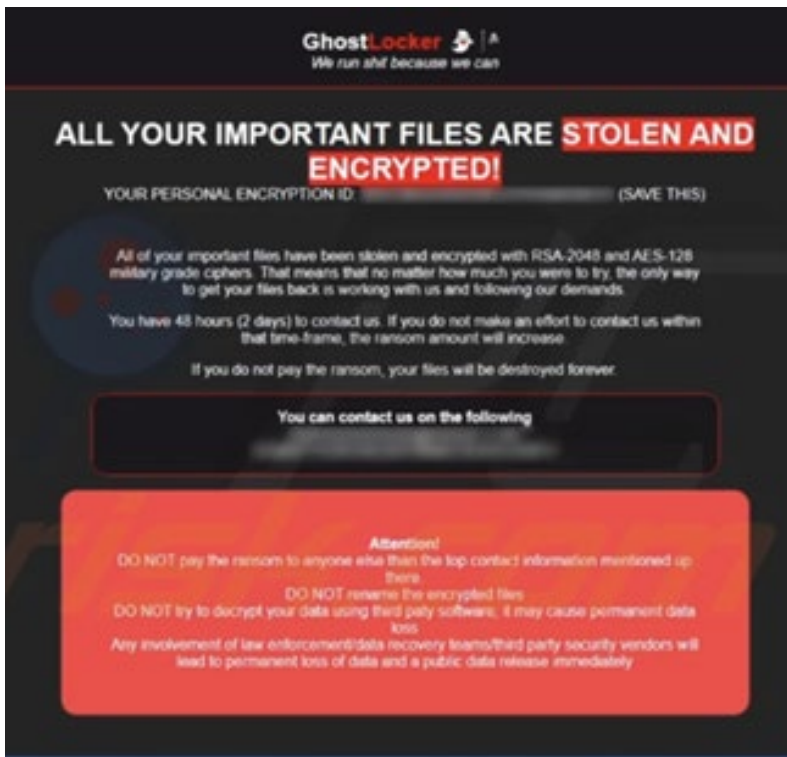 GhostLocker
We run shit because we can
ALL YOUR IMPORTANT FILES ARE STOLEN AND
ENCRYPTED!
YOUR PERSONAL ENCRYPTION ID: (SAVE THIS)
All of your important files have been stolen and encrypted with RSA-2048 and AES-128
military grade ciphers. That means that no matter how much you were to try, the only way
to get your files back is working with us and following our demands.
You have 48 hours (2 days) to contact us. If you do not make an effort to contact us within
that time-frame, the ransom amount will increase.
If you do not pay the ransom, your files will be destroyed forever.
You can contact us on the following
Attention!
DO NOT pay the ransom to anyone else than the top contact information mentioned up
there.
DO NOT rename the encrypted files
DO NOT try to decrypt your data using third paty software, it may cause permanent data
loss
Any involvement of law enforcement/data recovery teams/third party security vendors will
lead to permanent loss of data and a public data release immediately
risk.com